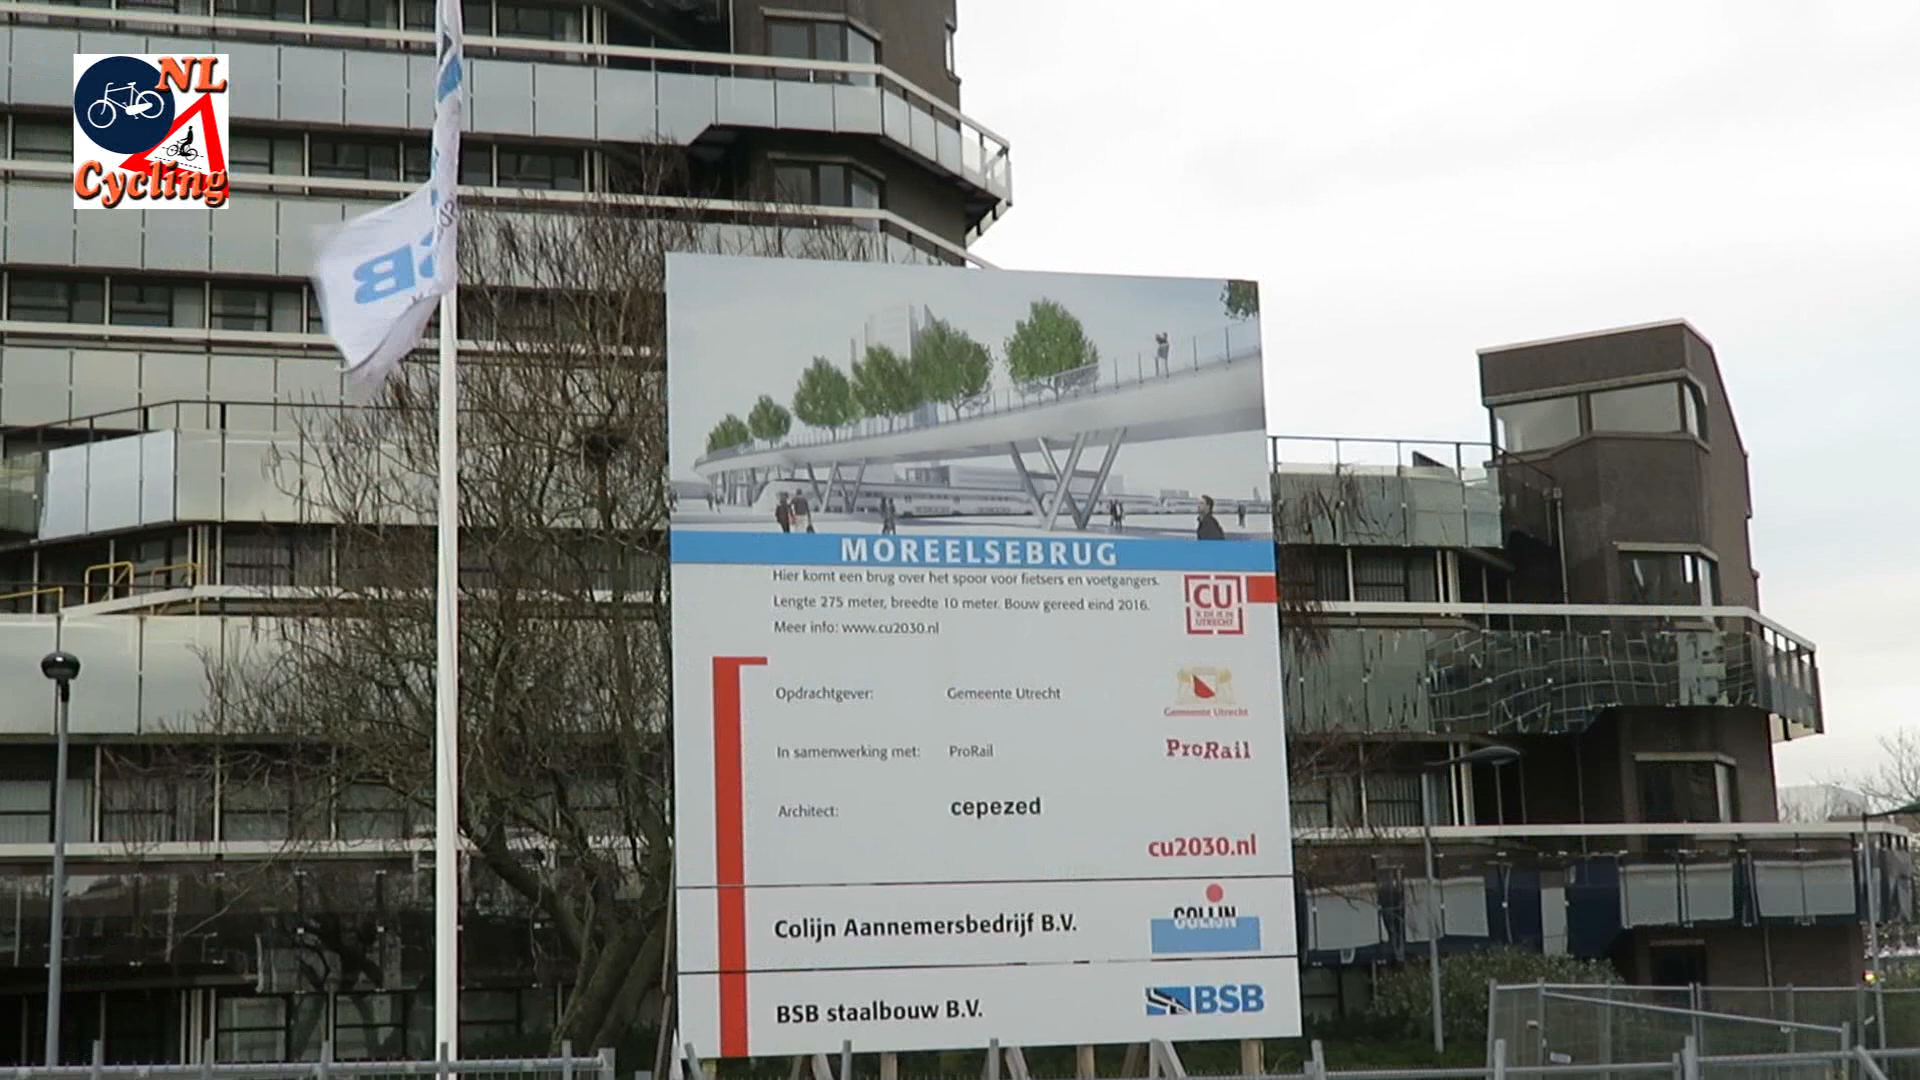 NL
Cycling
MOREELSEBRUG
Hier komt een brug over het spoor voor fietsers en voetgangers.
Lengte 275 meter, breedte 10 meter. Bouw gereed eind 2016.
Meer info: www.cu2030.nl
CU
UTRECHT
Opdrachtgever: Gemeente Utrecht
Gemeente Utrecht
In samenwerking met: ProRail
ProRail
Architect: cepezed
cu2030.nl
Colijn Aannemersbedrijf B.V.
COLIJN
BSB staalbouw B.V.
BSB